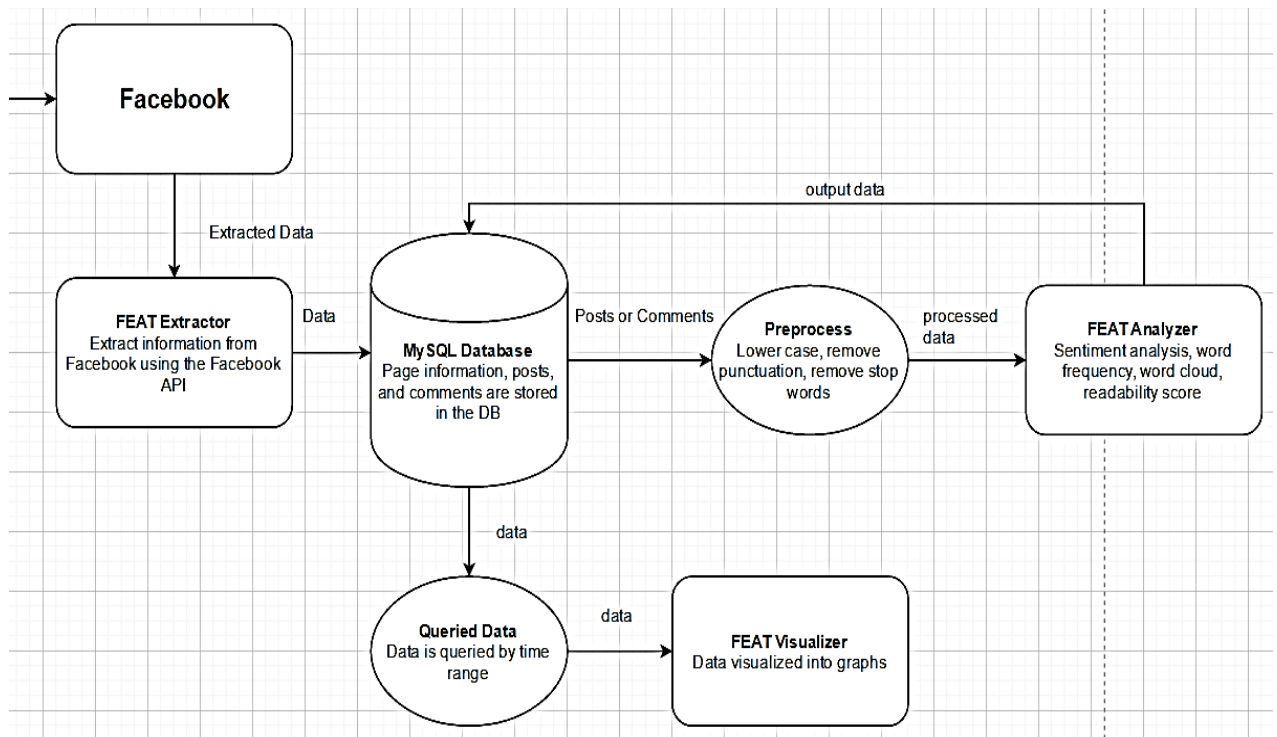 Facebook
output data
Extracted Data
FEAT Extractor
Extract information from
Facebook using the Facebook
API
Data
MySQL Database
Page information, posts,
and comments are stored
in the DB
Posts or Comments
Preprocess
Lower case, remove
punctuation, remove stop
words
processed
data
FEAT Analyzer
Sentiment analysis, word
frequency, word cloud,
readability score
data
Queried Data
Data is queried by time
range
data
FEAT Visualizer
Data visualized into graphs